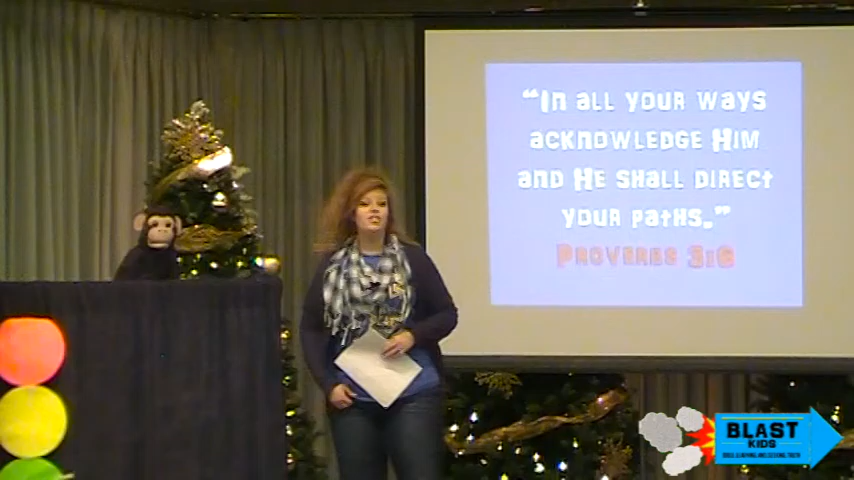 “In all your ways
acknowledge Him
and He shall direct
your paths.”
Proverbs 3:6
BLAST
KIDS